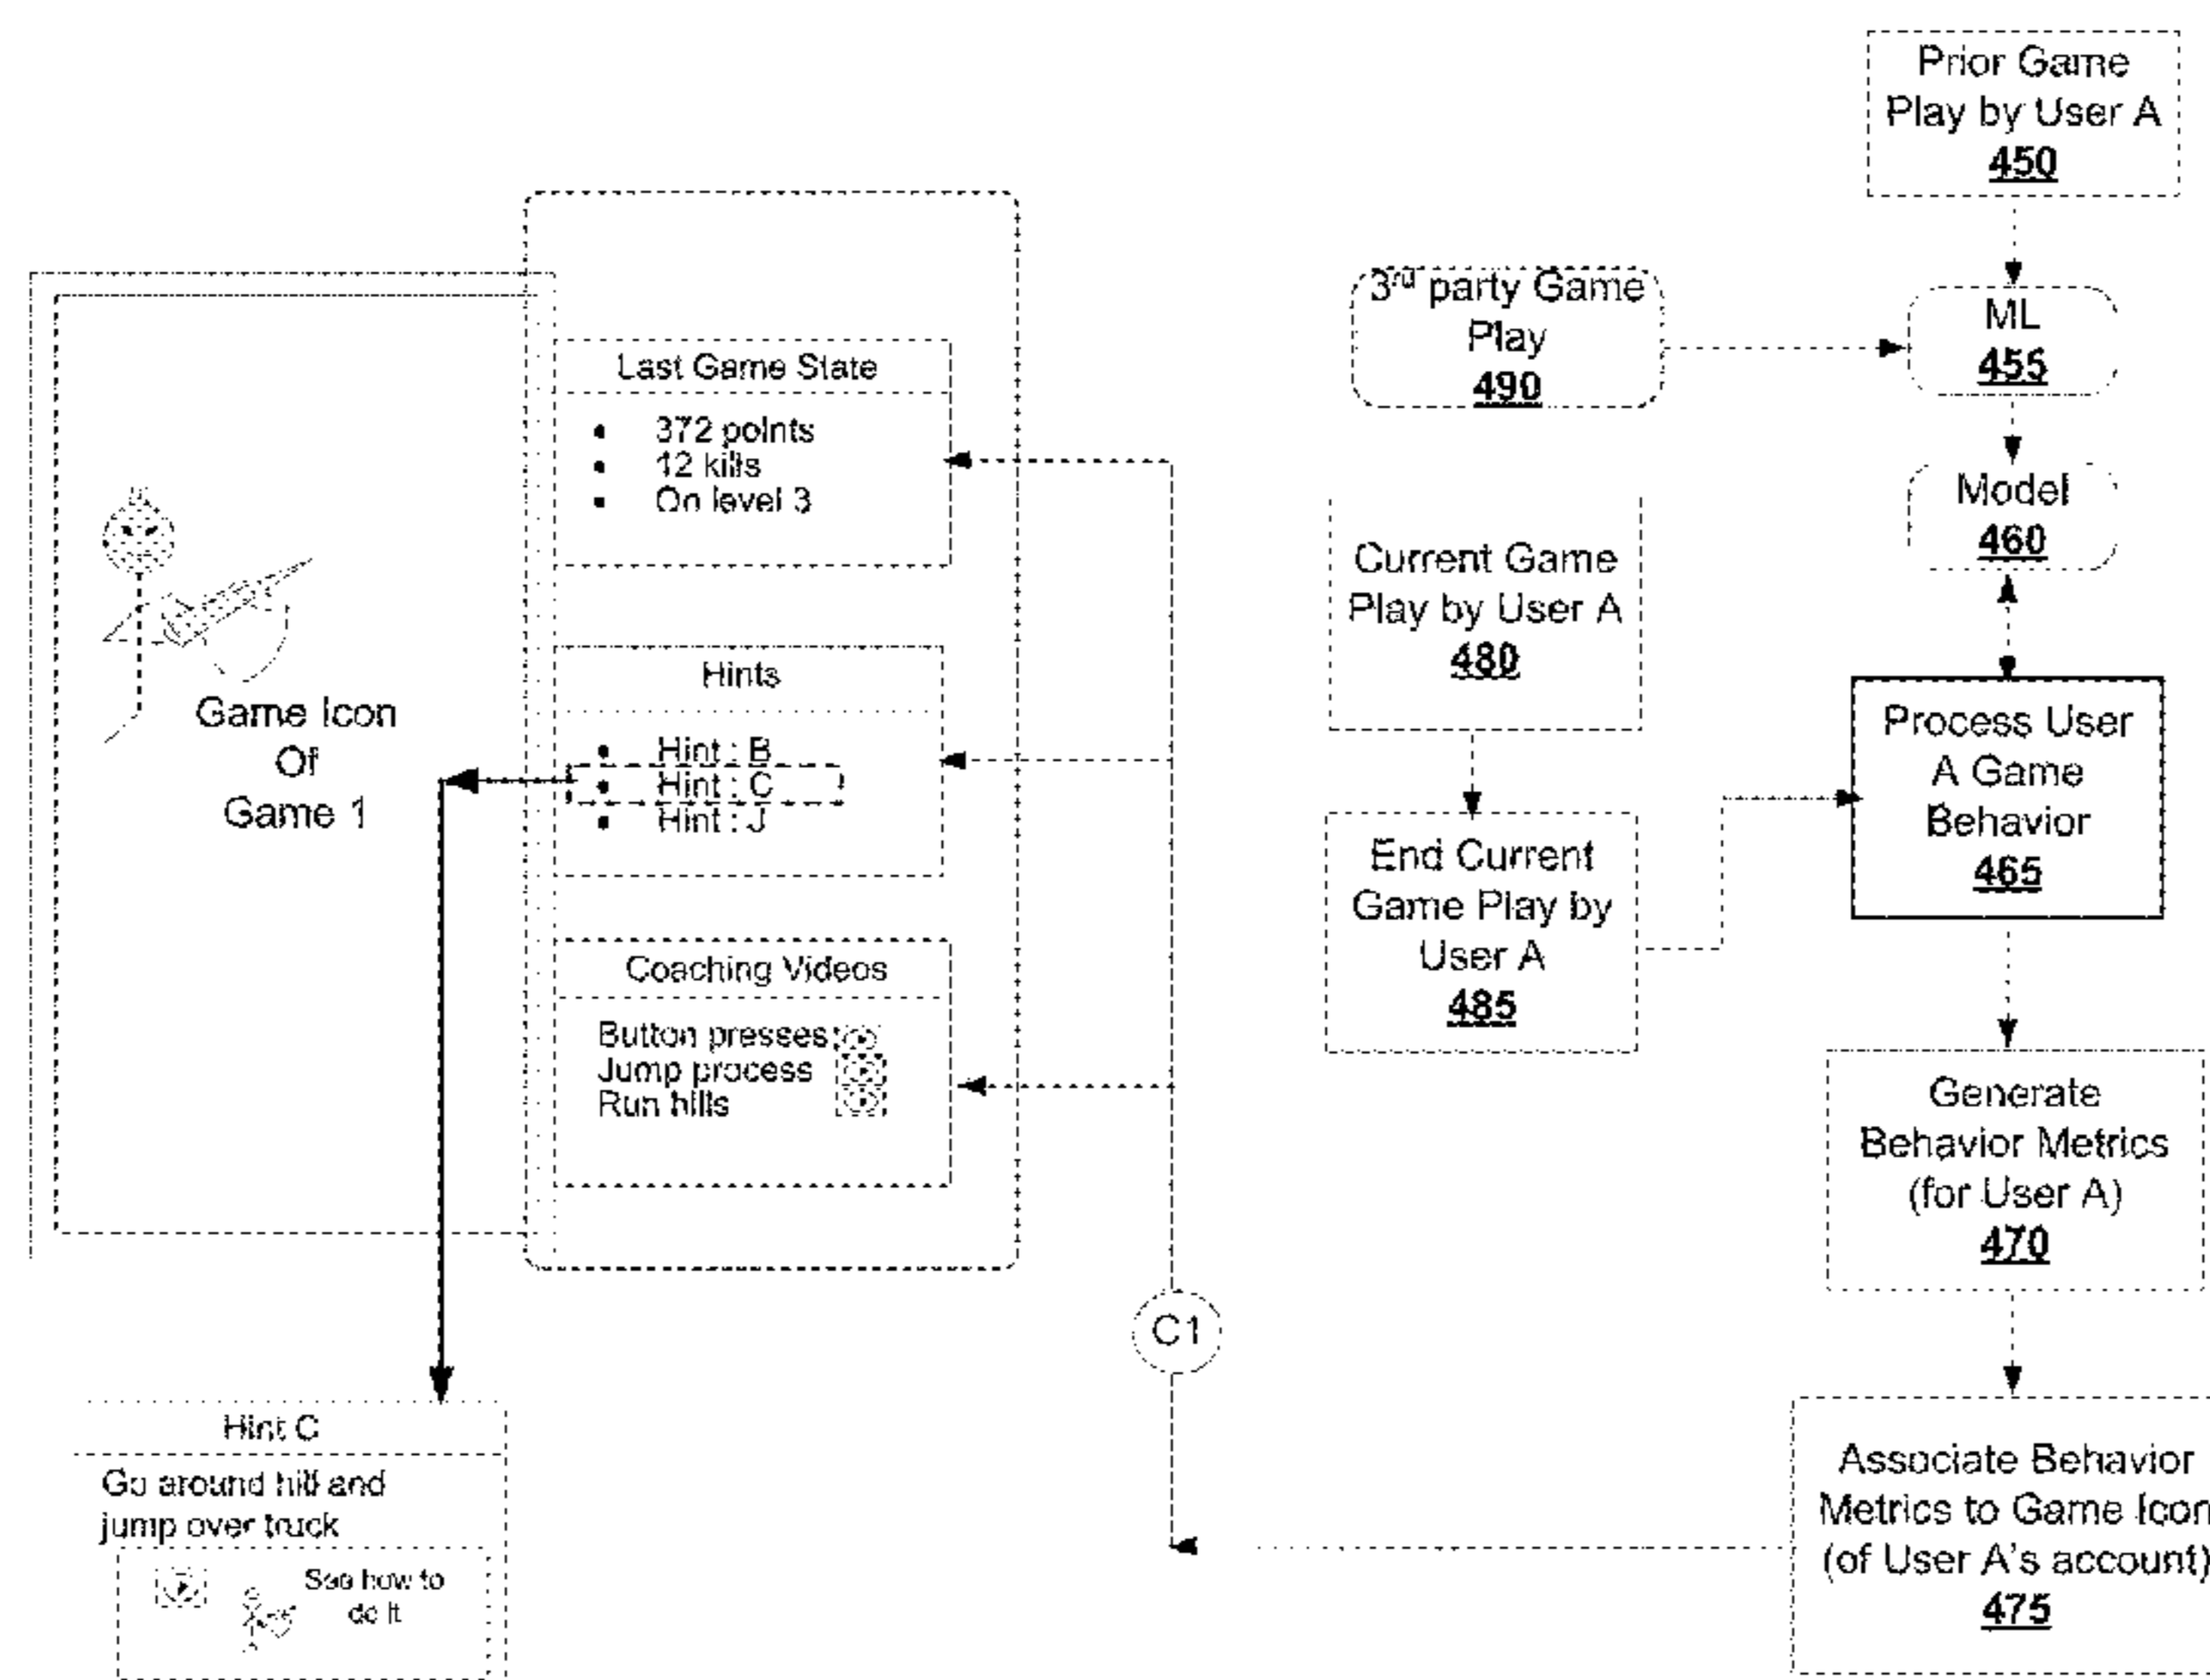 Prior Game
Play by User A
450
3rd party Game
Play
490
ML
455
Model
460
Current Game
Play by User A
480
End Current
Game Play by
User A
485
Process User
A Game
Behavior
465
Generate
Behavior Metrics
(for User A)
470
Associate Behavior
Metrics to Game Icon
(of User A's account)
475
C1
Game Icon
Of
Game 1
Last Game State
• 372 points
• 12 kills
• On level 3
Hints
• Hint : B
• Hint : C
• Hint : J
Coaching Videos
Button presses
Jump process
Run hills
Hint C
Go around hill and
jump over truck
See how to
do it